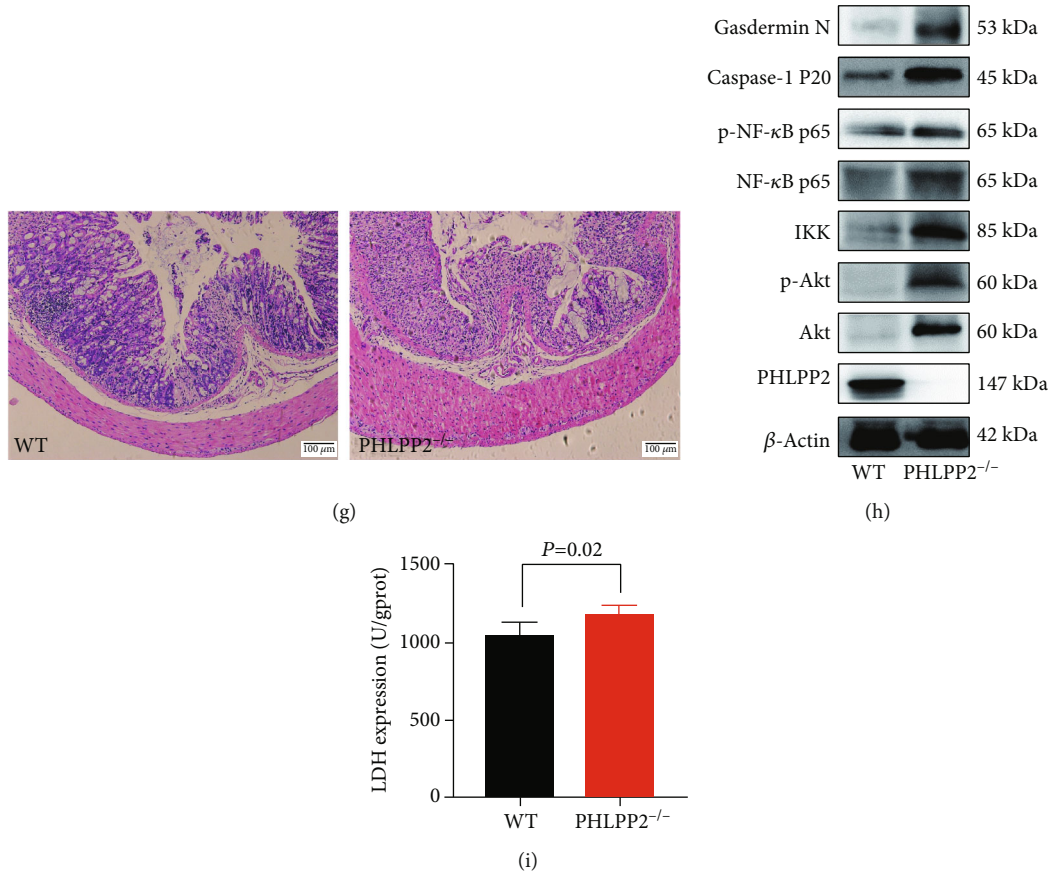 Gasdermin N
53 kDa
Caspase-1 P20
45 kDa
p-NF-κB p65
65 kDa
NF-κB p65
65 kDa
IKK
85 kDa
p-Akt
60 kDa
Akt
60 kDa
PHLPP2
147 kDa
β-Actin
42 kDa
WT PHLPP2⁻/⁻
(h)
WT
100 μm
PHLPP2⁻/⁻
100 μm
(g)
P=0.02
LDH expression (U/gprot)
1500
1000
500
0
WT PHLPP2⁻/⁻
(i)